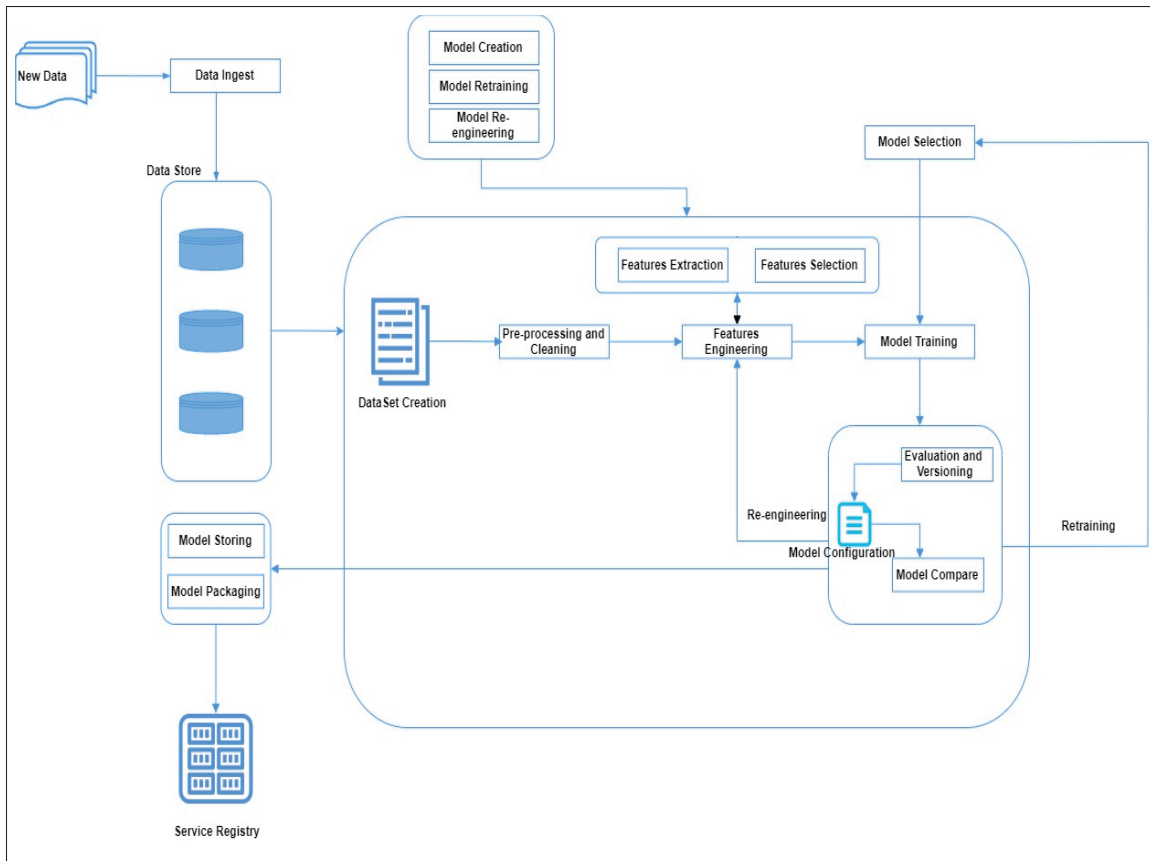 New Data
Data Ingest
Model Creation
Model Retraining
Model Re-
engineering
Model Selection
Data Store
Features Extraction
Features Selection
Pre-processing and
Cleaning
Features
Engineering
Model Training
DataSet Creation
Evaluation and
Versioning
Re-engineering
Retraining
Model Configuration
Model Compare
Model Storing
Model Packaging
Service Registry